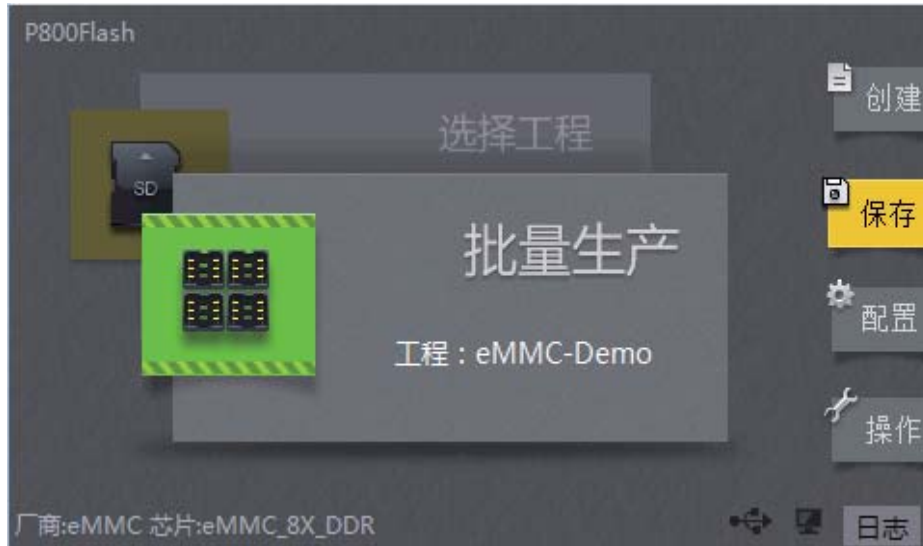 P800Flash
创建
选择工程
SD
保存
批量生产
配置
工程：eMMC-Demo
操作
厂商:eMMC 芯片:eMMC_8X_DDR
日志